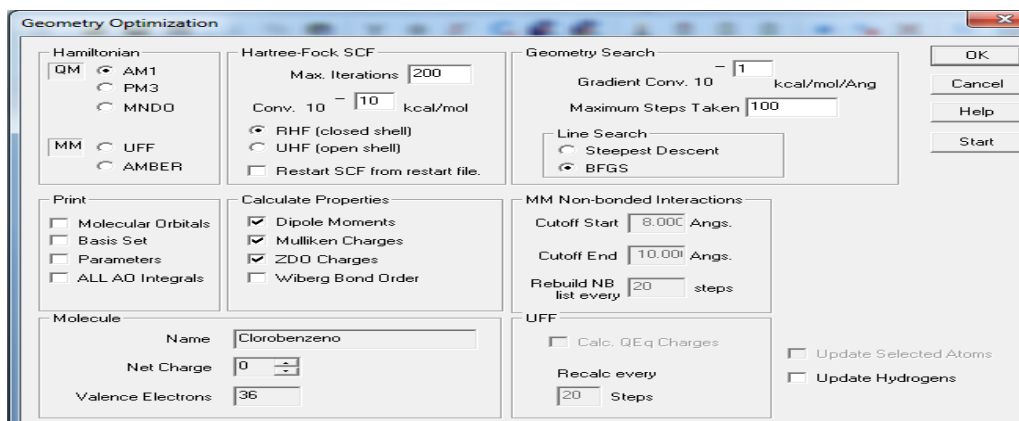 Geometry Optimization
Hamiltonian
QM AM1
PM3
MNDO
MM UFF
AMBER
Hartree-Fock SCF
Max. Iterations 200
Conv. 10 - 10 kcal/mol
RHF (closed shell)
UHF (open shell)
Restart SCF from restart file.
Geometry Search
Gradient Conv. 10 - 1 kcal/mol/Ang
Maximum Steps Taken 100
Line Search
Steepest Descent
BFGS
OK
Cancel
Help
Start
Print
Molecular Orbitals
Basis Set
Parameters
ALL AO Integrals
Calculate Properties
Dipole Moments
Mulliken Charges
ZDO Charges
Wiberg Bond Order
MM Non-bonded Interactions
Cutoff Start 8.000 Angs.
Cutoff End 10.00 Angs.
Rebuild NB
list every 20 steps
Molecule
Name Clorobenzeno
Net Charge 0
Valence Electrons 36
UFF
Calc. QEq Charges
Recalc every
20 Steps
Update Selected Atoms
Update Hydrogens